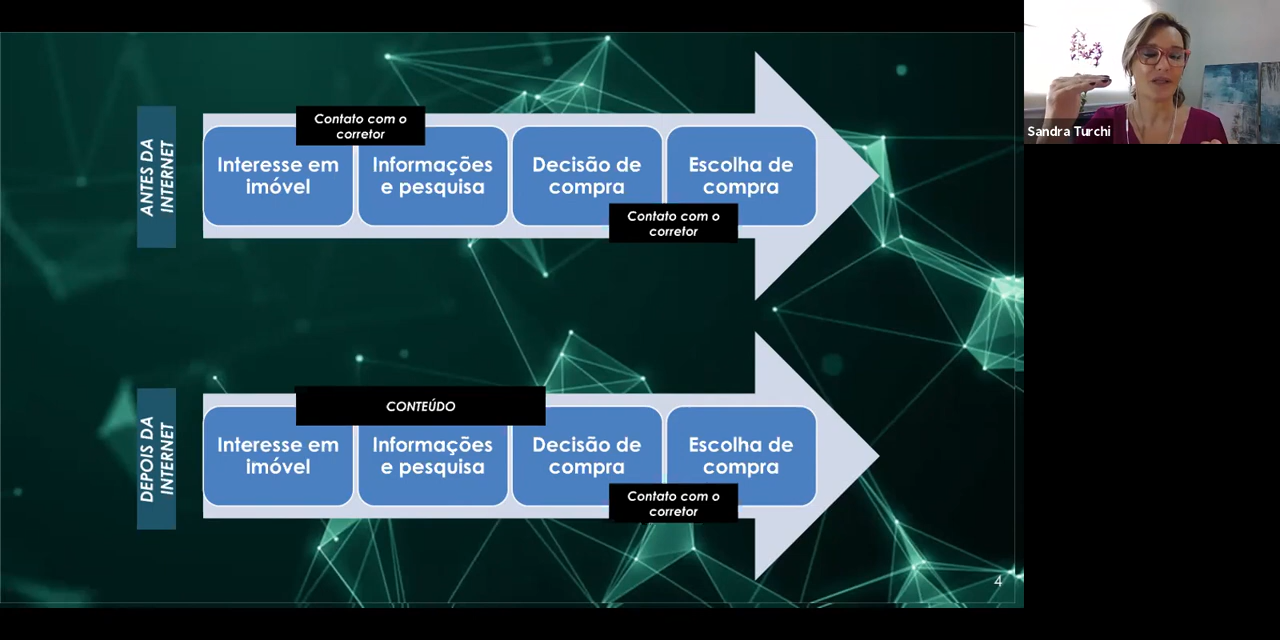 ANTES DA
INTERNET
Contato com o
corretor
Interesse em
imóvel
Informações
e pesquisa
Decisão de
compra
Escolha de
compra
Contato com o
corretor
Sandra Turchi
DEPOIS DA
INTERNET
CONTEÚDO
Interesse em
imóvel
Informações
e pesquisa
Decisão de
compra
Escolha de
compra
Contato com o
corretor
4